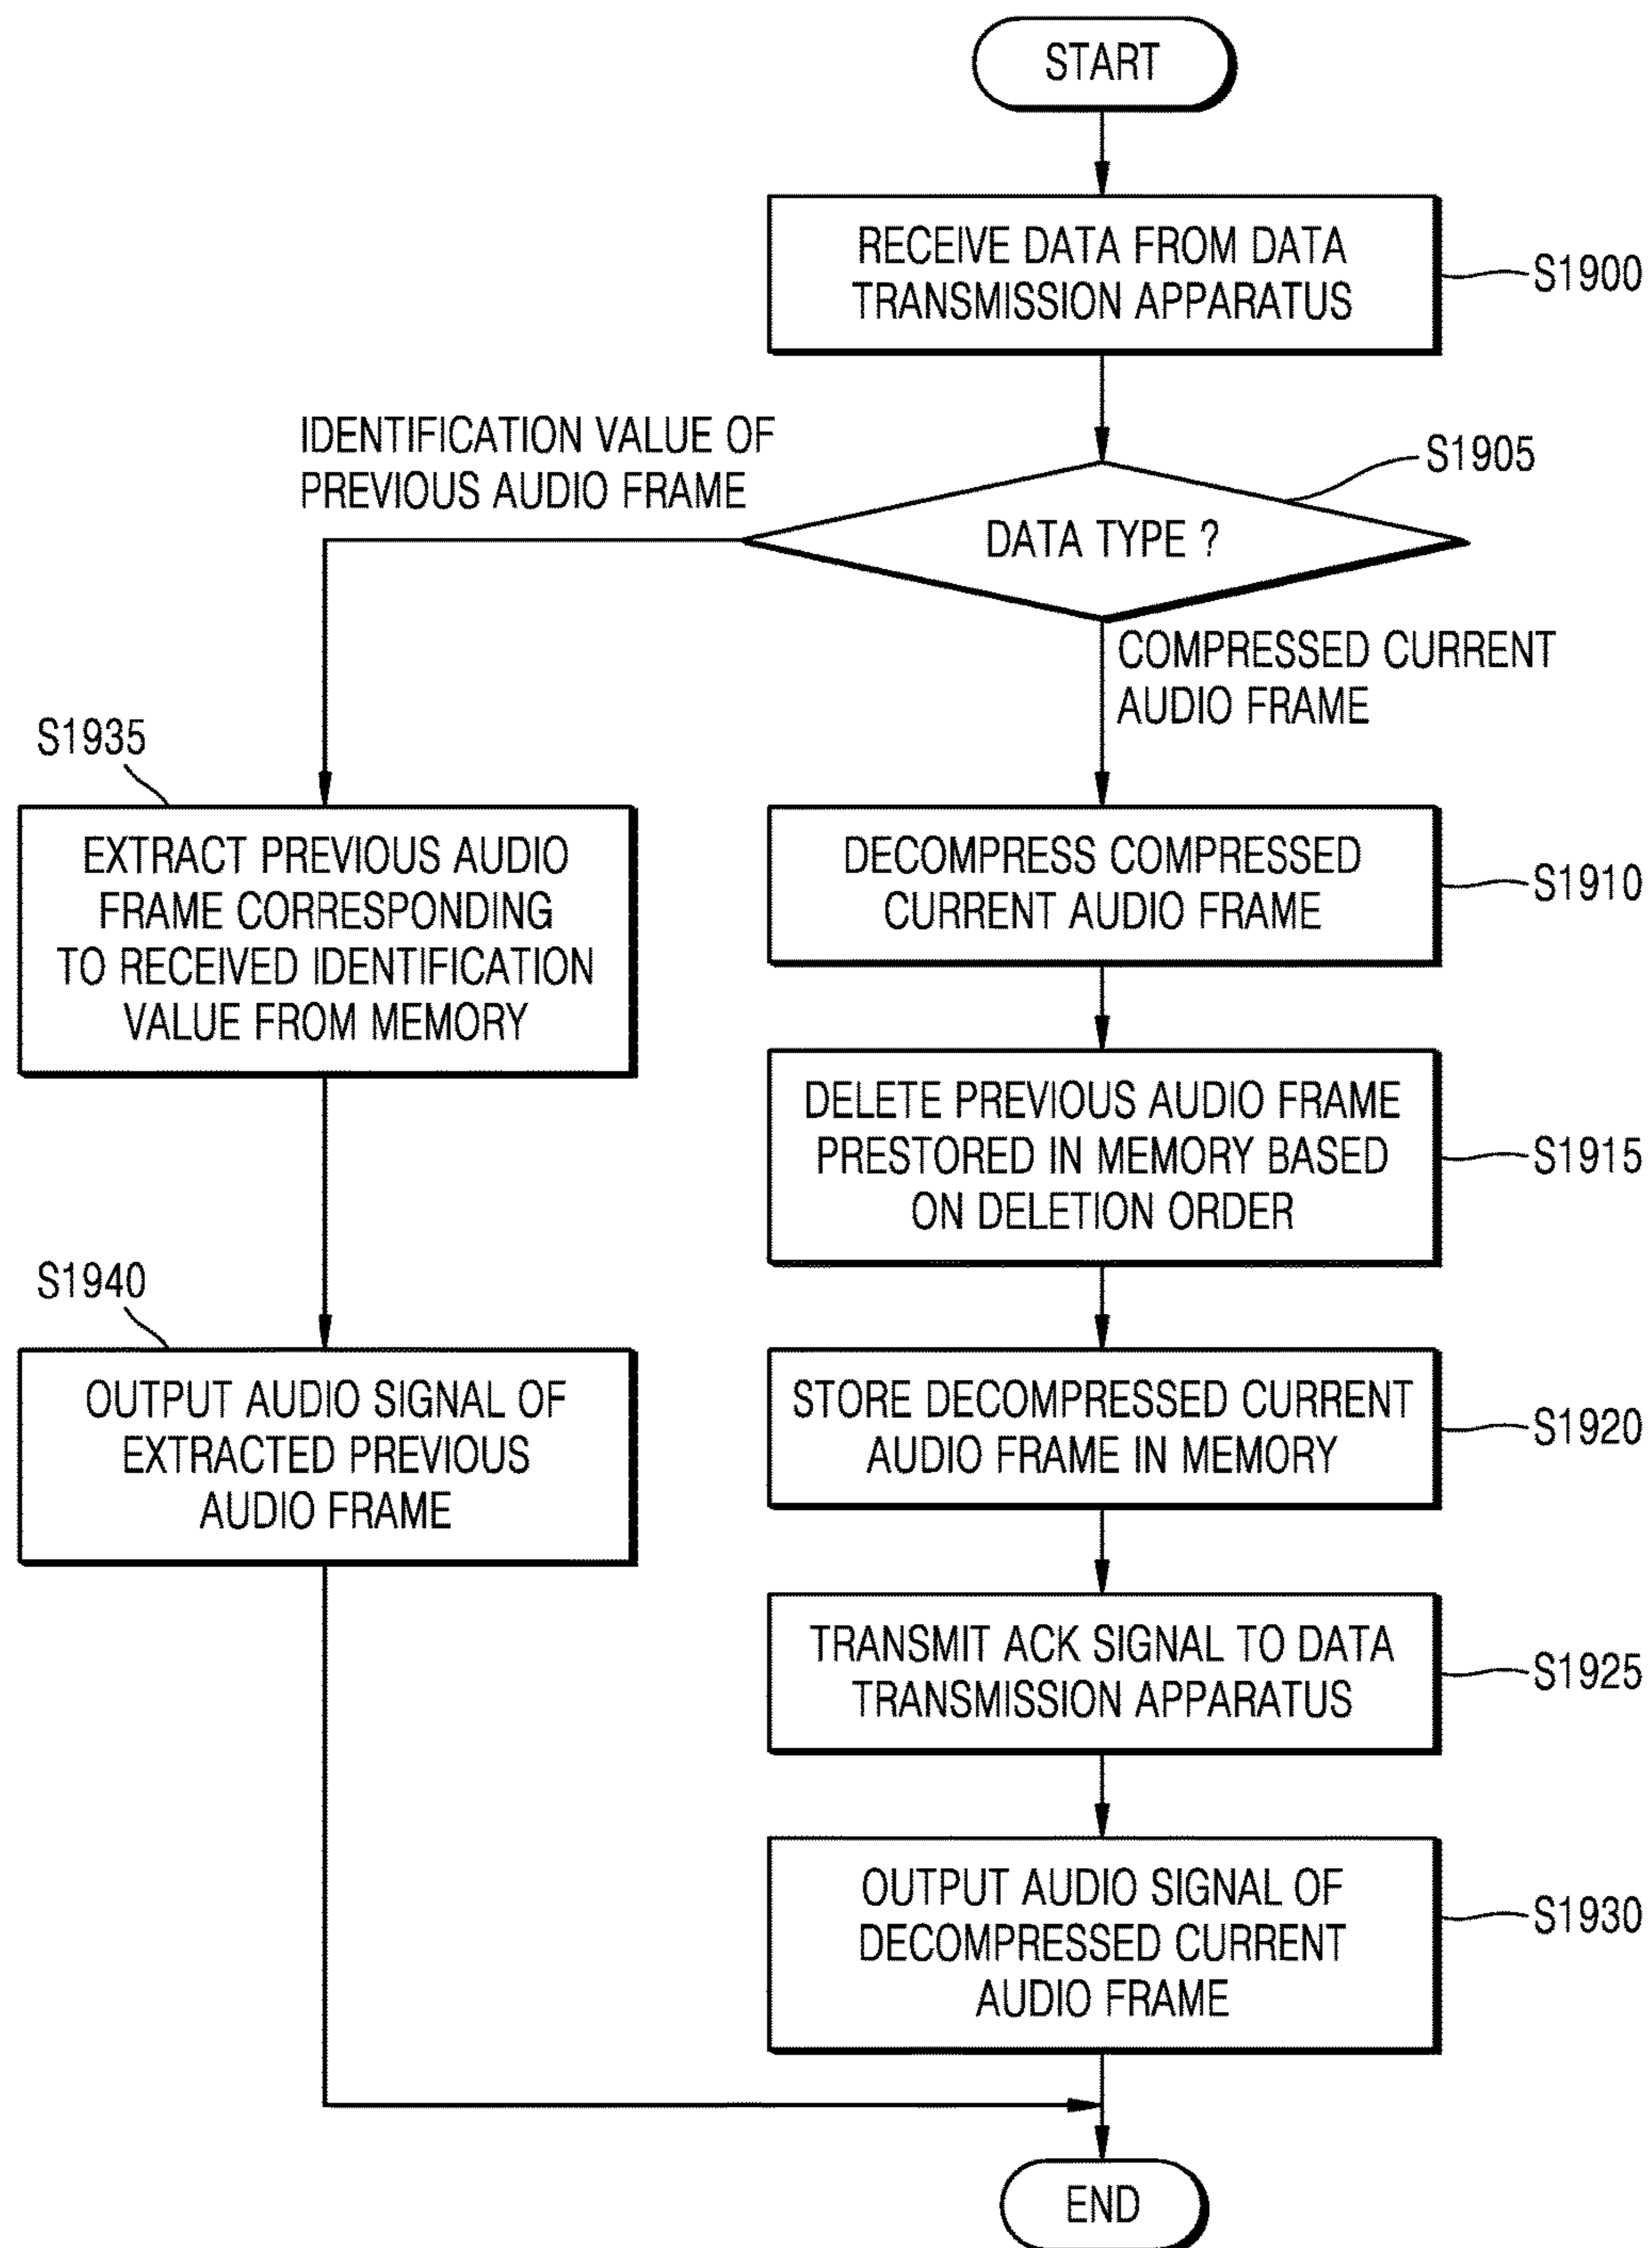 START
RECEIVE DATA FROM DATA
TRANSMISSION APPARATUS
S1900
IDENTIFICATION VALUE OF
PREVIOUS AUDIO FRAME
S1905
DATA TYPE ?
COMPRESSED CURRENT
AUDIO FRAME
S1935
EXTRACT PREVIOUS AUDIO
FRAME CORRESPONDING
TO RECEIVED IDENTIFICATION
VALUE FROM MEMORY
DECOMPRESS COMPRESSED
CURRENT AUDIO FRAME
S1910
DELETE PREVIOUS AUDIO FRAME
PRESTORED IN MEMORY BASED
ON DELETION ORDER
S1915
S1940
OUTPUT AUDIO SIGNAL OF
EXTRACTED PREVIOUS
AUDIO FRAME
STORE DECOMPRESSED CURRENT
AUDIO FRAME IN MEMORY
S1920
TRANSMIT ACK SIGNAL TO DATA
TRANSMISSION APPARATUS
S1925
OUTPUT AUDIO SIGNAL OF
DECOMPRESSED CURRENT
AUDIO FRAME
S1930
END